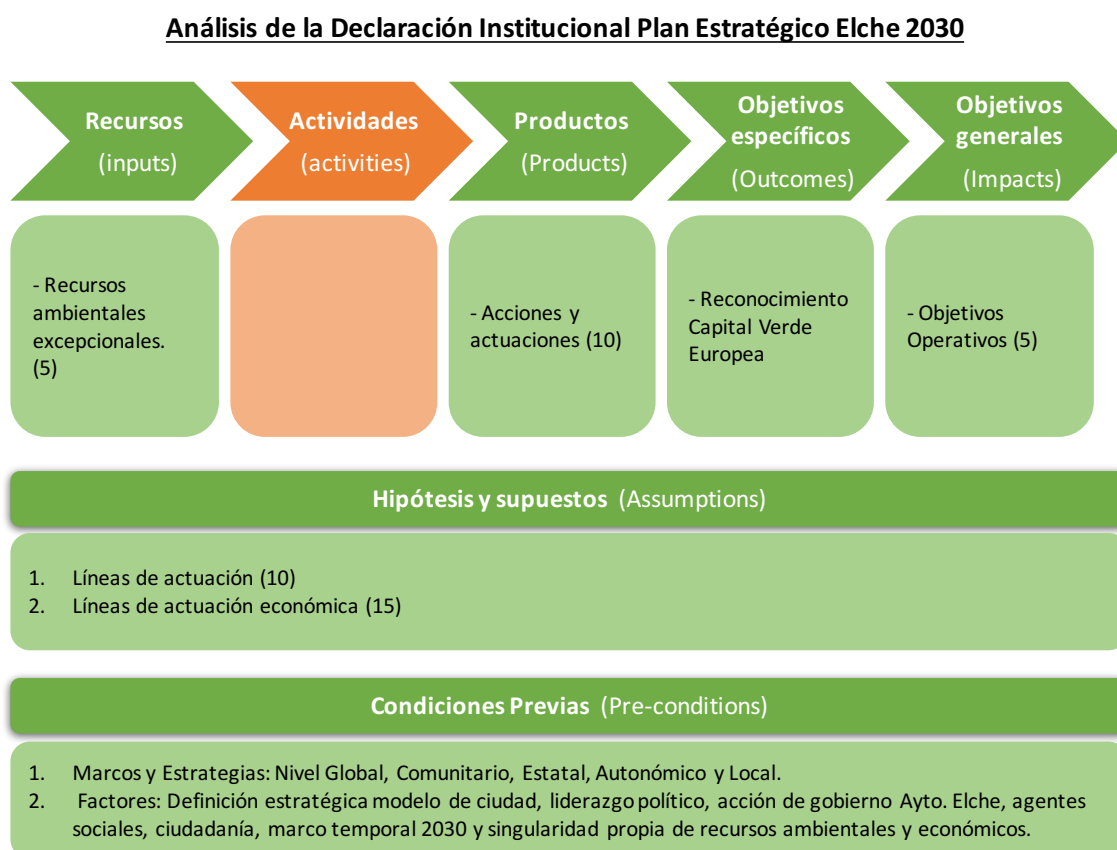 Análisis de la Declaración Institucional Plan Estratégico Elche 2030
Recursos
(inputs)
Actividades
(activities)
Productos
(Products)
Objetivos
específicos
(Outcomes)
Objetivos
generales
(Impacts)
- Recursos
ambientales
excepcionales.
(5)
- Acciones y
actuaciones (10)
- Reconocimiento
Capital Verde
Europea
- Objetivos
Operativos (5)
Hipótesis y supuestos (Assumptions)
1. Líneas de actuación (10)
2. Líneas de actuación económica (15)
Condiciones Previas (Pre-conditions)
1. Marcos y Estrategias: Nivel Global, Comunitario, Estatal, Autonómico y Local.
2. Factores: Definición estratégica modelo de ciudad, liderazgo político, acción de gobierno Ayto. Elche, agentes
sociales, ciudadanía, marco temporal 2030 y singularidad propia de recursos ambientales y económicos.